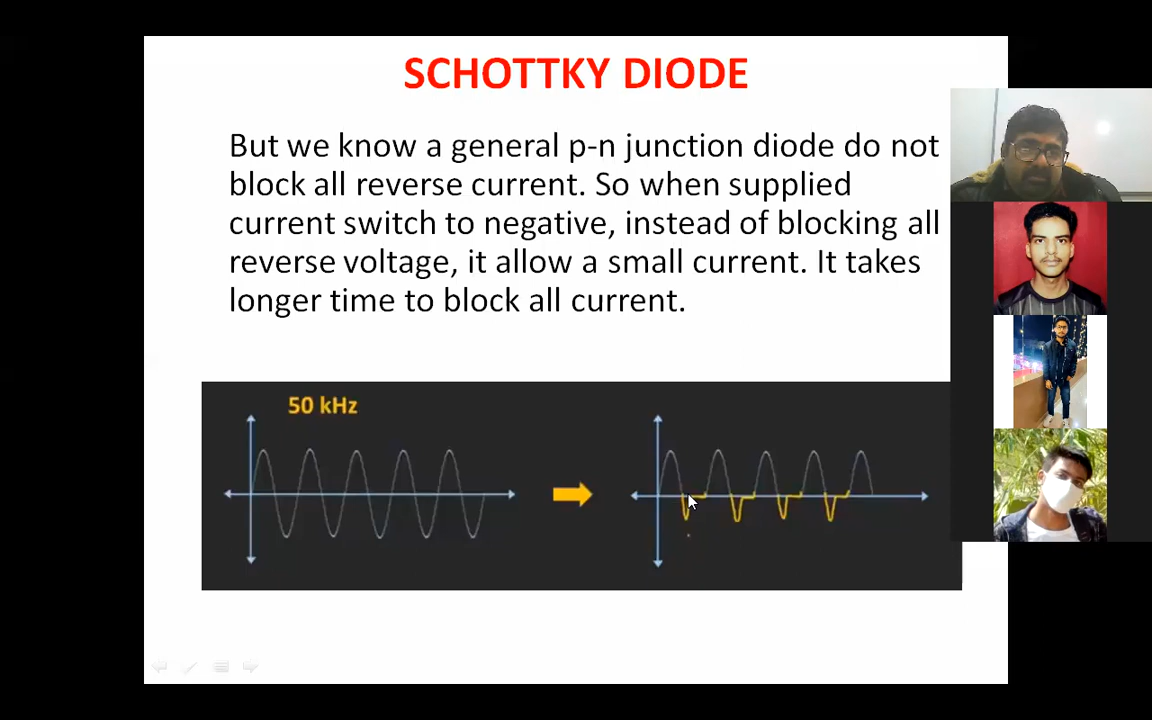 SCHOTTKY DIODE
But we know a general p-n junction diode do not
block all reverse current. So when supplied
current switch to negative, instead of blocking all
reverse voltage, it allow a small current. It takes
longer time to block all current.
50 kHz